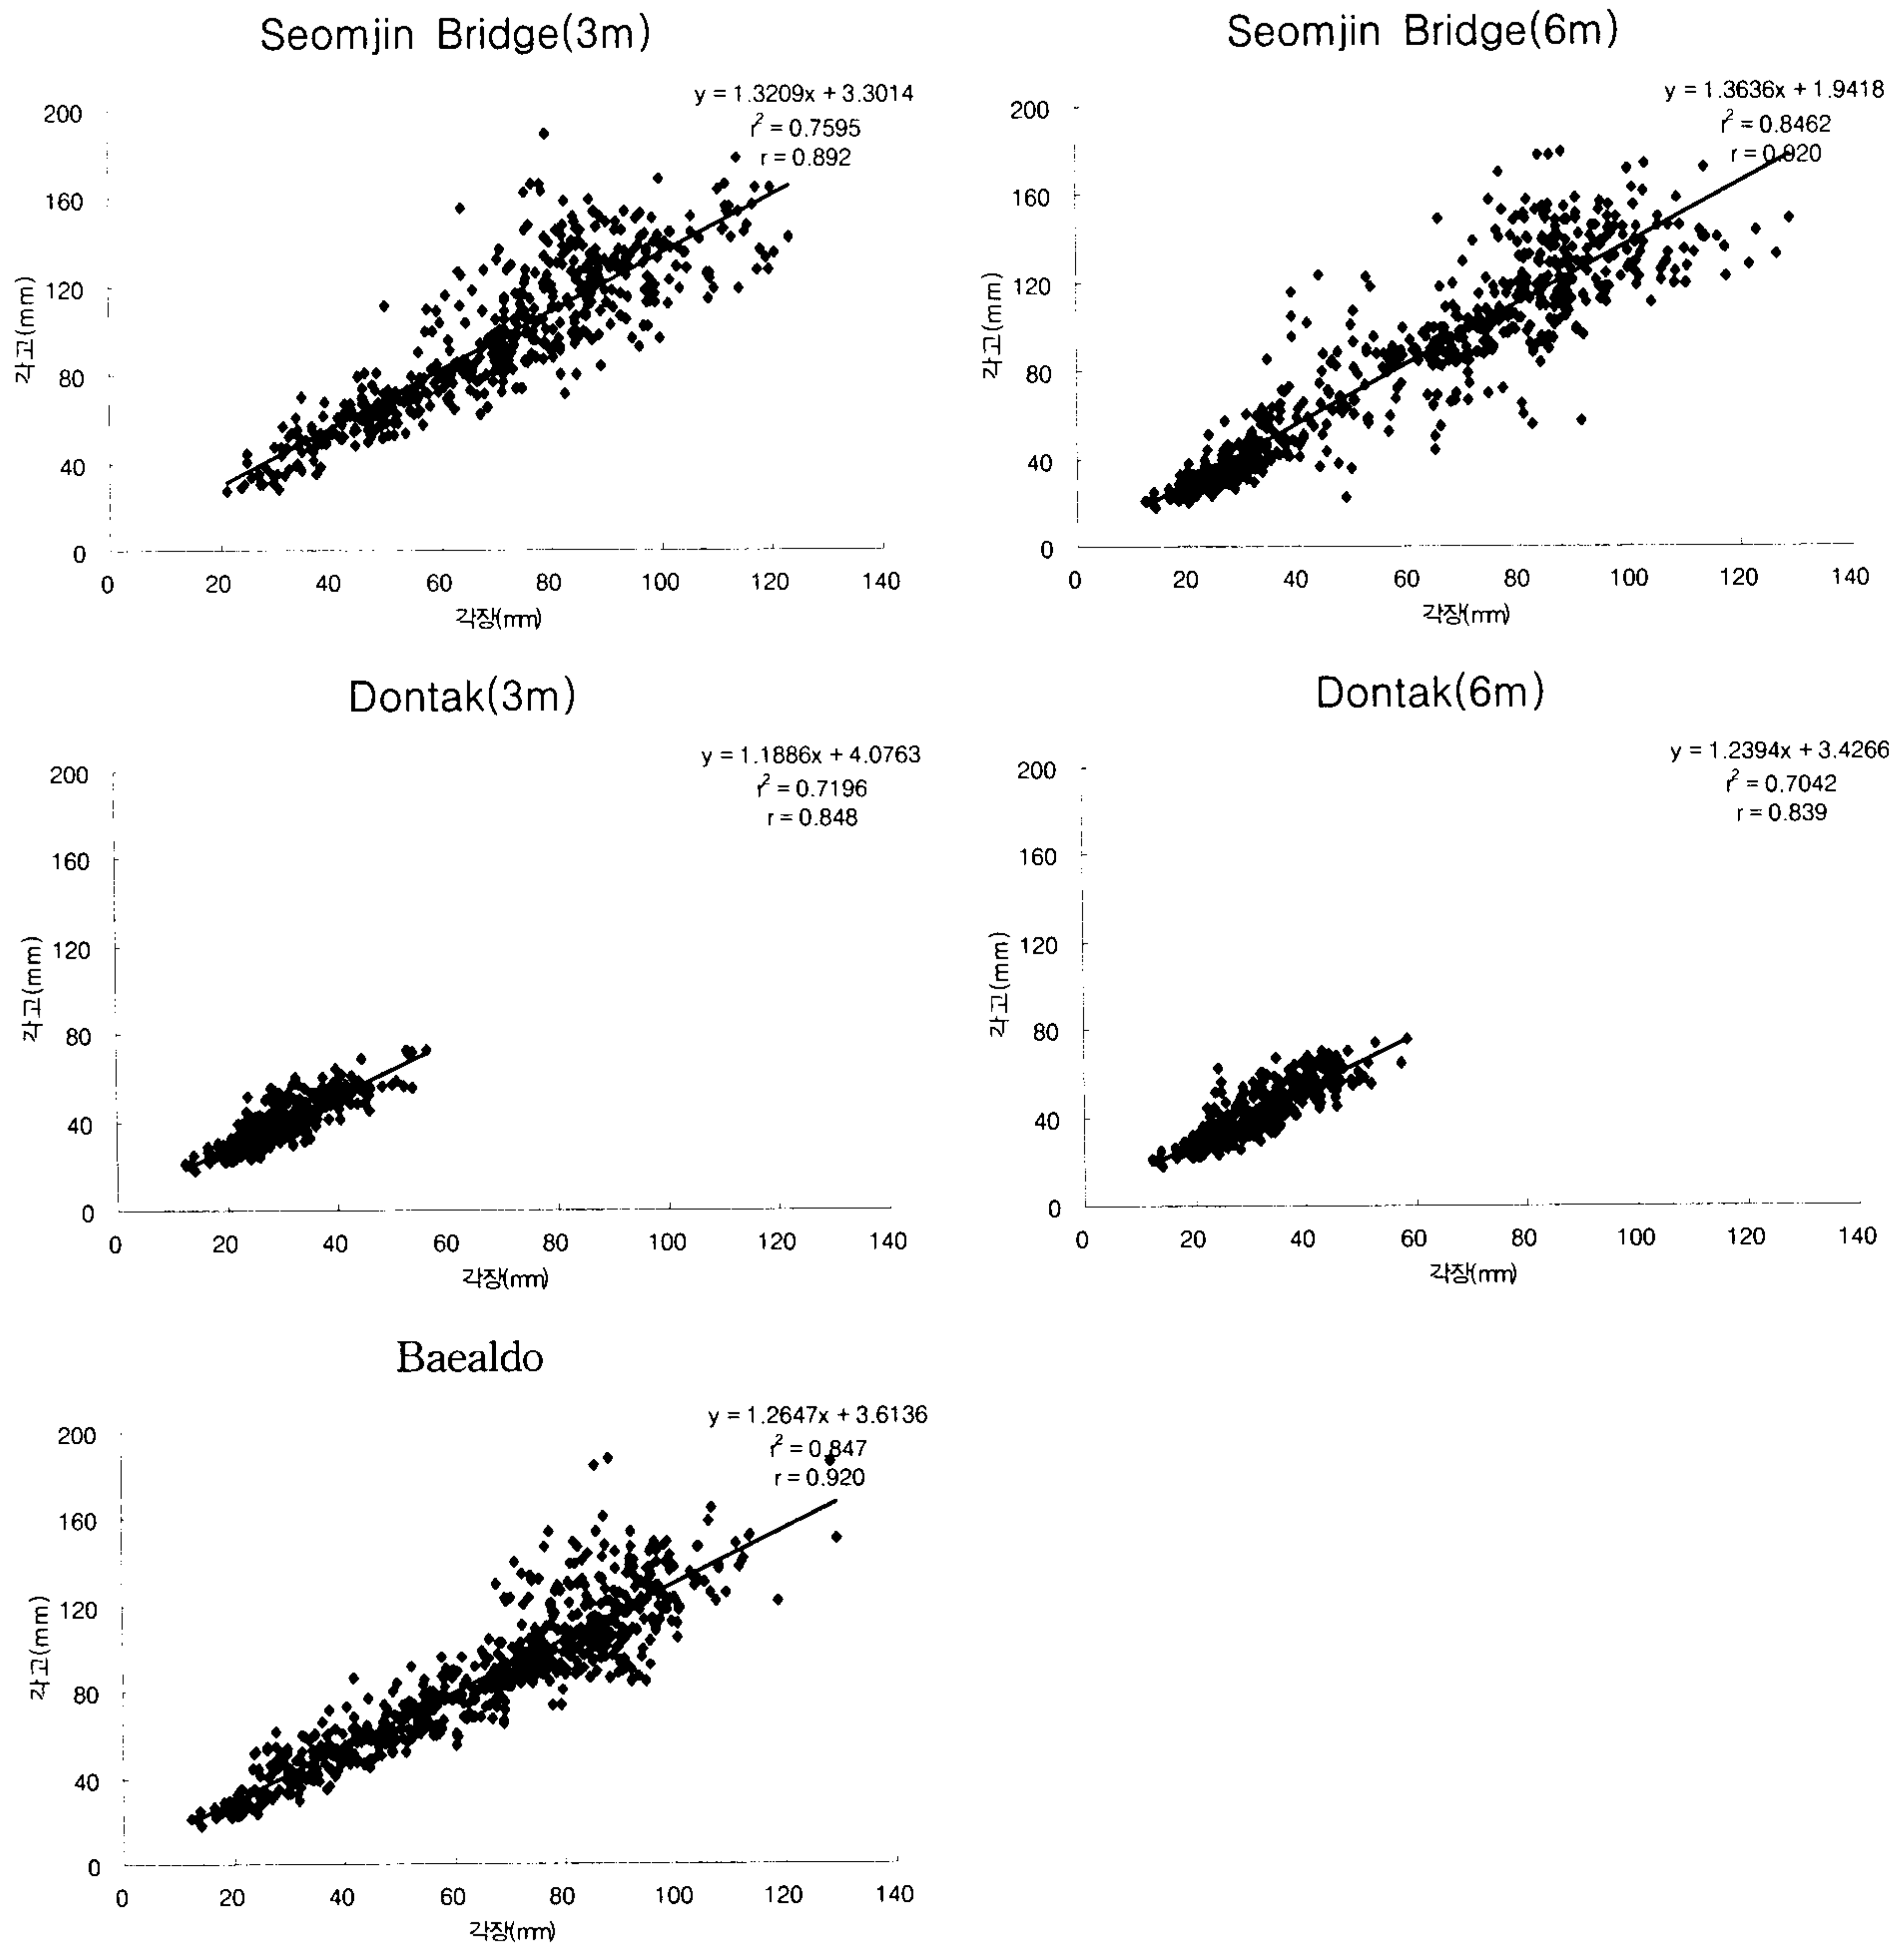 Seomjin Bridge(3m)
y = 1.3209x + 3.3014
r² = 0.7595
r = 0.892
200
160
120
80
40
0
각고(mm)
0 20 40 60 80 100 120 140
각장(mm)
Seomjin Bridge(6m)
y = 1.3636x + 1.9418
r² = 0.8462
r = 0.920
200
160
120
80
40
0
각고(mm)
0 20 40 60 80 100 120 140
각장(mm)
Dontak(3m)
y = 1.1886x + 4.0763
r² = 0.7196
r = 0.848
200
160
120
80
40
0
각고(mm)
0 20 40 60 80 100 120 140
각장(mm)
Dontak(6m)
y = 1.2394x + 3.4266
r² = 0.7042
r = 0.839
200
160
120
80
40
0
각고(mm)
0 20 40 60 80 100 120 140
각장(mm)
Baealdo
y = 1.2647x + 3.6136
r² = 0.847
r = 0.920
200
160
120
80
40
0
각고(mm)
0 20 40 60 80 100 120 140
각장(mm)